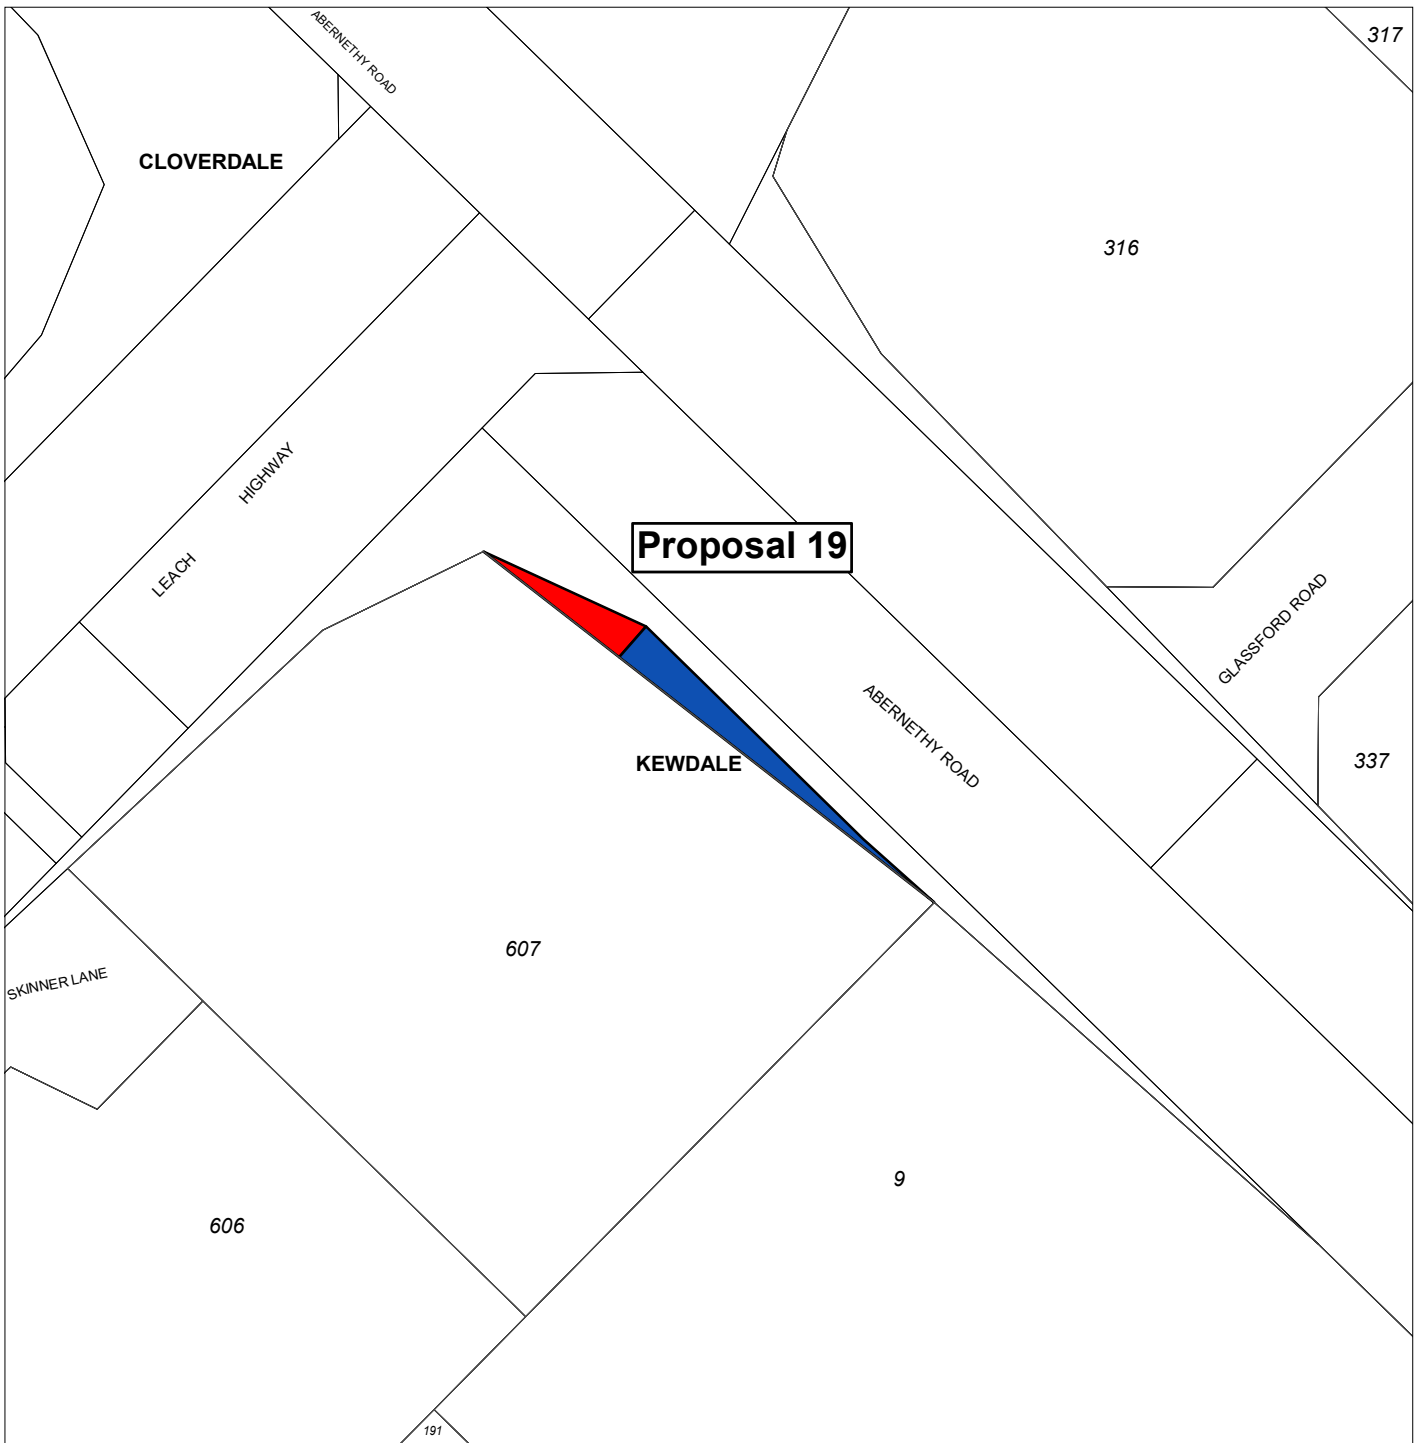 ABERNETHY ROAD
317
CLOVERDALE
316
LEACH HIGHWAY
Proposal 19
GLASSFORD ROAD
ABERNETHY ROAD
KEWDALE
337
607
SKINNER LANE
9
606
191